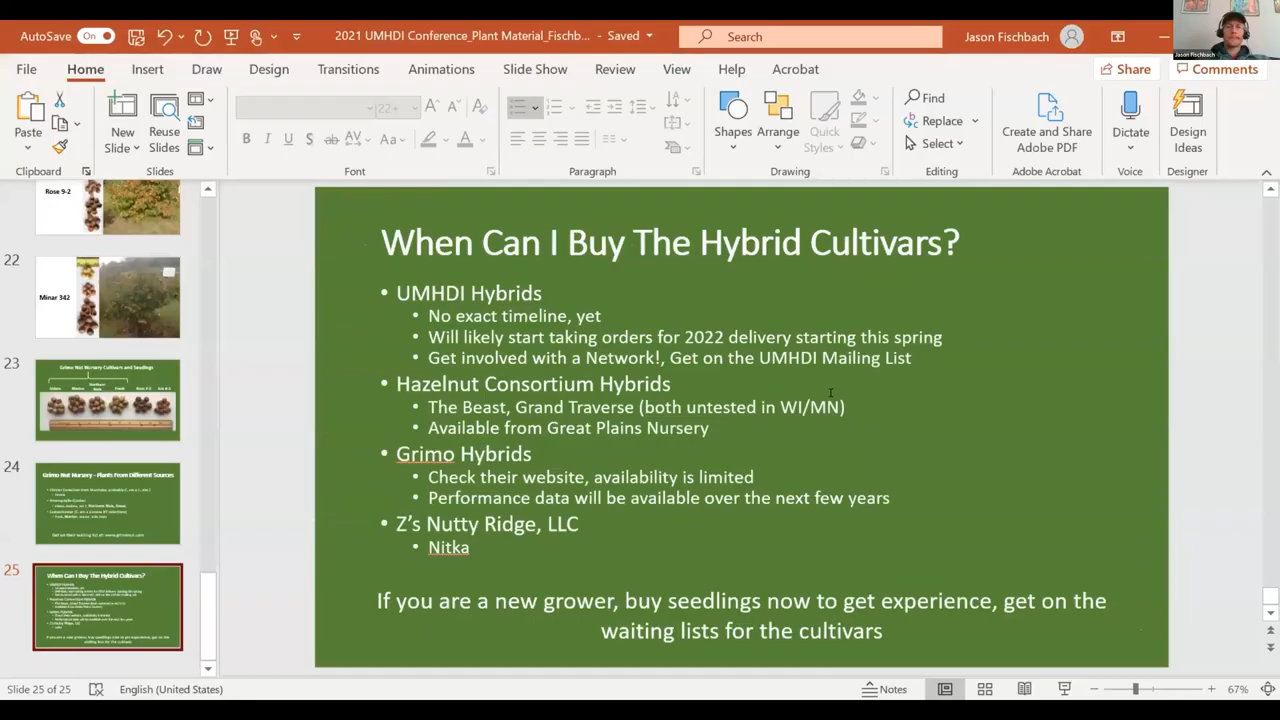 AutoSave On
2021 UMHDI Conference_Plant Material_Fischb... - Saved
Search
Jason Fischbach
Jason Fischbach
File Home Insert Draw Design Transitions Animations Slide Show Review View Help Acrobat
Share Comments
Paste
New Slide
Reuse Slides
22+
Aa
Shapes
Arrange
Quick Styles
Find
Replace
Select
Create and Share Adobe PDF
Dictate
Design Ideas
Clipboard
Slides
Font
Paragraph
Drawing
Editing
Adobe Acrobat
Voice
Designer
Rose 9-2
22
Minar 342
23
Grimo Nut Nursery Cultivars and Seedlings
24
Grimo Nut Nursery - Plants From Different Sources
25
When Can I Buy The Hybrid Cultivars?
When Can I Buy The Hybrid Cultivars?
• UMHDI Hybrids
• No exact timeline, yet
• Will likely start taking orders for 2022 delivery starting this spring
• Get involved with a Network!, Get on the UMHDI Mailing List
• Hazelnut Consortium Hybrids
• The Beast, Grand Traverse (both untested in WI/MN)
• Available from Great Plains Nursery
• Grimo Hybrids
• Check their website, availability is limited
• Performance data will be available over the next few years
• Z’s Nutty Ridge, LLC
• Nitka
If you are a new grower, buy seedlings now to get experience, get on the
waiting lists for the cultivars
Slide 25 of 25
English (United States)
Notes
67%